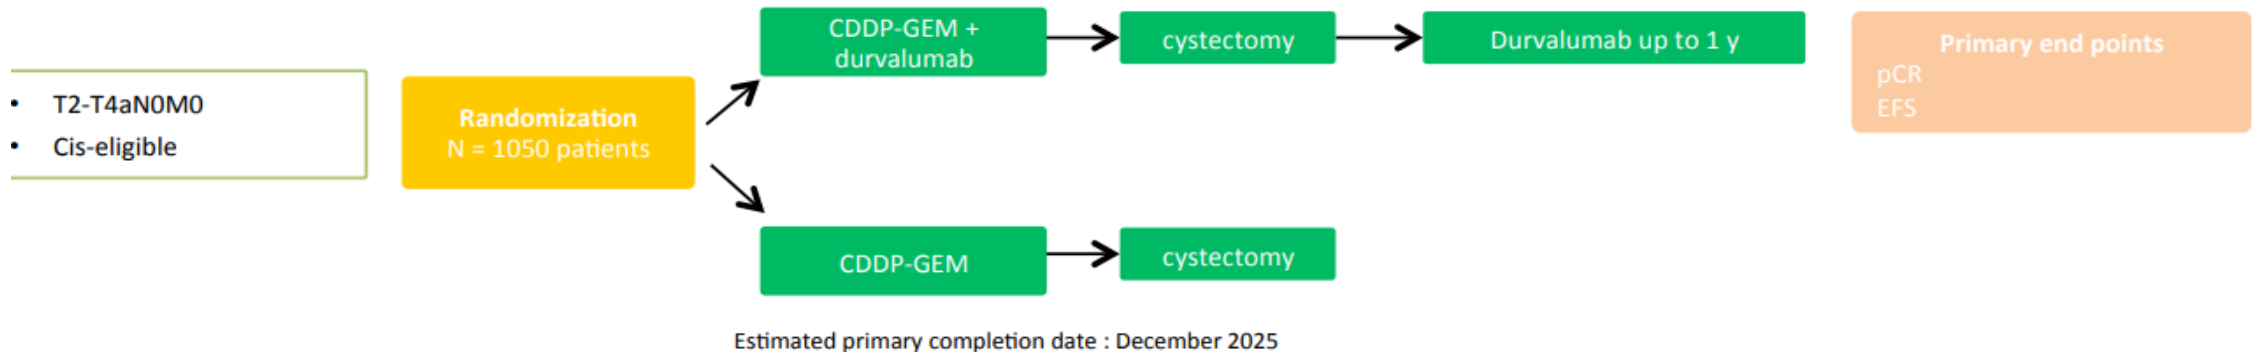 • T2-T4aN0M0
• Cis-eligible
Randomization
N = 1050 patients
CDDP-GEM +
durvalumab
cystectomy
Durvalumab up to 1 y
CDDP-GEM
cystectomy
Primary end points
pCR
EFS
Estimated primary completion date : December 2025